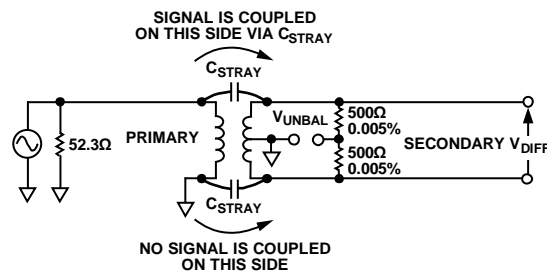 SIGNAL IS COUPLED
ON THIS SIDE VIA CSTRAY
CSTRAY
VUNBAL
500Ω
0.005%
PRIMARY
SECONDARY VDIFF
52.3Ω
500Ω
0.005%
CSTRAY
NO SIGNAL IS COUPLED
ON THIS SIDE